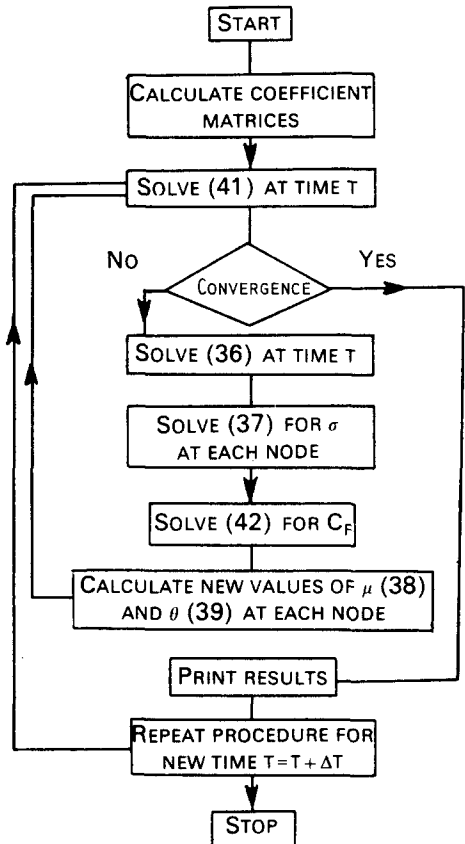 START
CALCULATE COEFFICIENT
MATRICES
SOLVE (41) AT TIME T
NO
YES
CONVERGENCE
SOLVE (36) AT TIME T
SOLVE (37) FOR σ
AT EACH NODE
SOLVE (42) FOR C_F
CALCULATE NEW VALUES OF μ (38)
AND θ (39) AT EACH NODE
PRINT RESULTS
REPEAT PROCEDURE FOR
NEW TIME T=T+ΔT
STOP